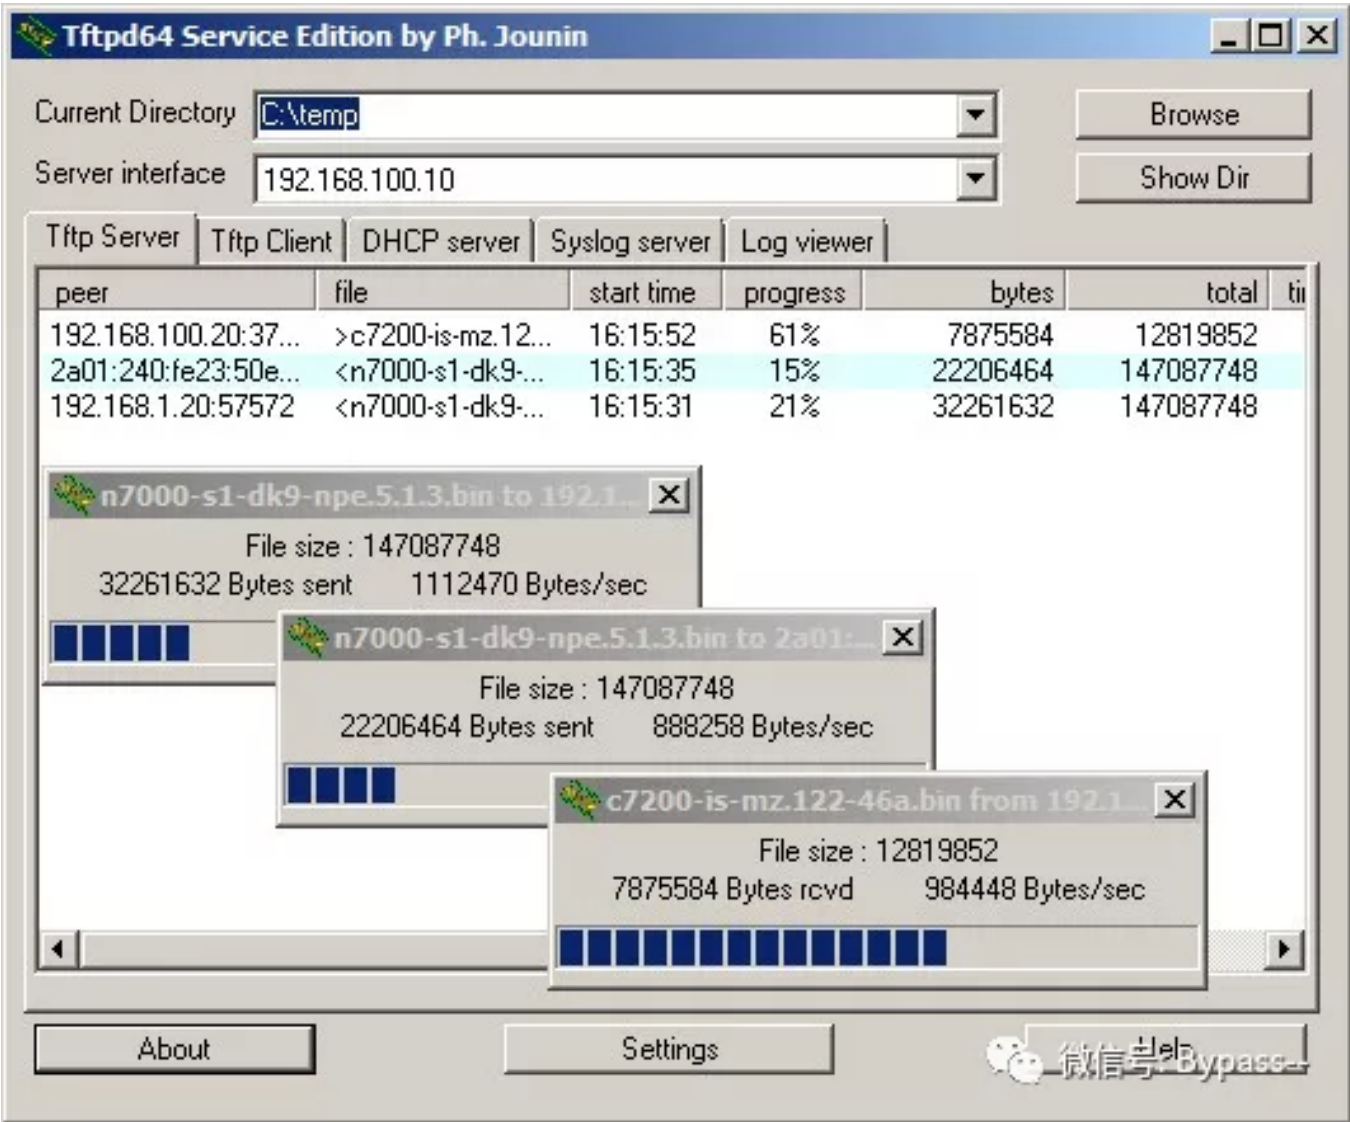 Tftpd64 Service Edition by Ph. Jounin
Current Directory C:\temp Browse
Server interface 192.168.100.10 Show Dir
Tftp Server Tftp Client DHCP server Syslog server Log viewer
peer file start time progress bytes total
192.168.100.20:37... >c7200-is-mz.12... 16:15:52 61% 7875584 12819852
2a01:240:fe23:50e... <n7000-s1-dk9-... 16:15:35 15% 22206464 147087748
192.168.1.20:57572 <n7000-s1-dk9-... 16:15:31 21% 32261632 147087748
n7000-s1-dk9-npe.5.1.3.bin to 192.1...
File size : 147087748
32261632 Bytes sent 1112470 Bytes/sec
n7000-s1-dk9-npe.5.1.3.bin to 2a01:...
File size : 147087748
22206464 Bytes sent 888258 Bytes/sec
c7200-is-mz.122-46a.bin from 192.1...
File size : 12819852
7875584 Bytes rcvd 984448 Bytes/sec
About Settings Help
微信号: Bypass--